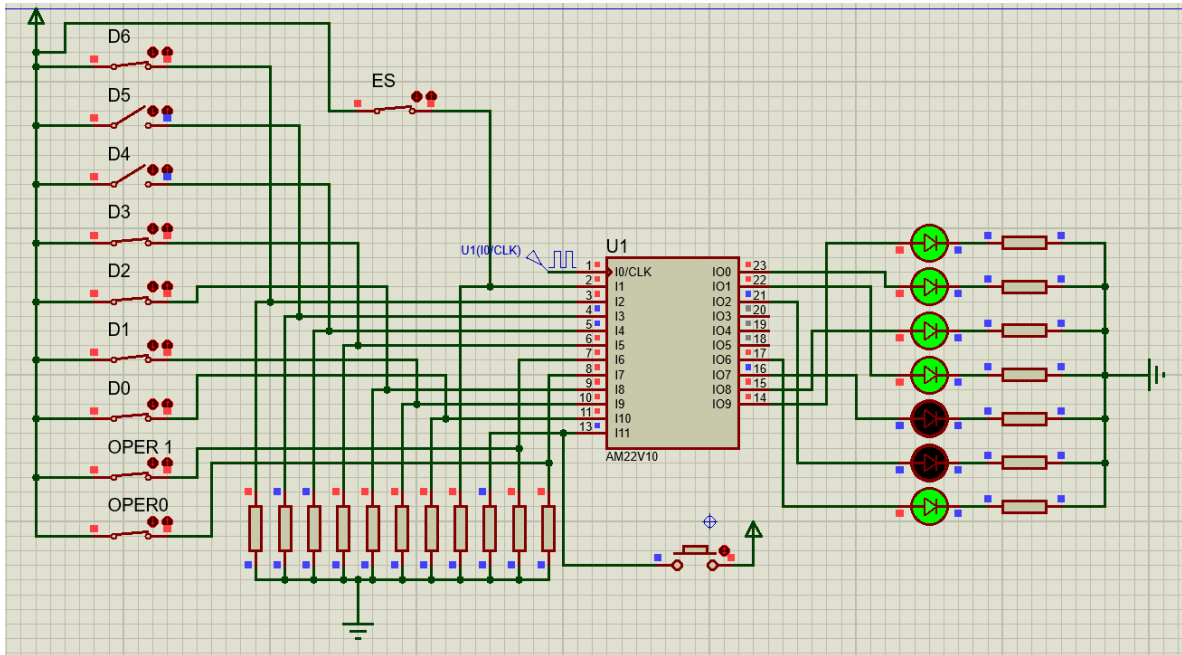 D6
D5
D4
D3
D2
D1
D0
OPER 1
OPER0
ES
U1(I0/CLK)
U1
1 I0/CLK IO0 23
2 I1 IO1 22
3 I2 IO2 21
4 I3 IO3 20
5 I4 IO4 19
6 I5 IO5 18
7 I6 IO6 17
8 I7 IO7 16
9 I8 IO8 15
10 I9 IO9 14
11 I10
13 I11
AM22V10